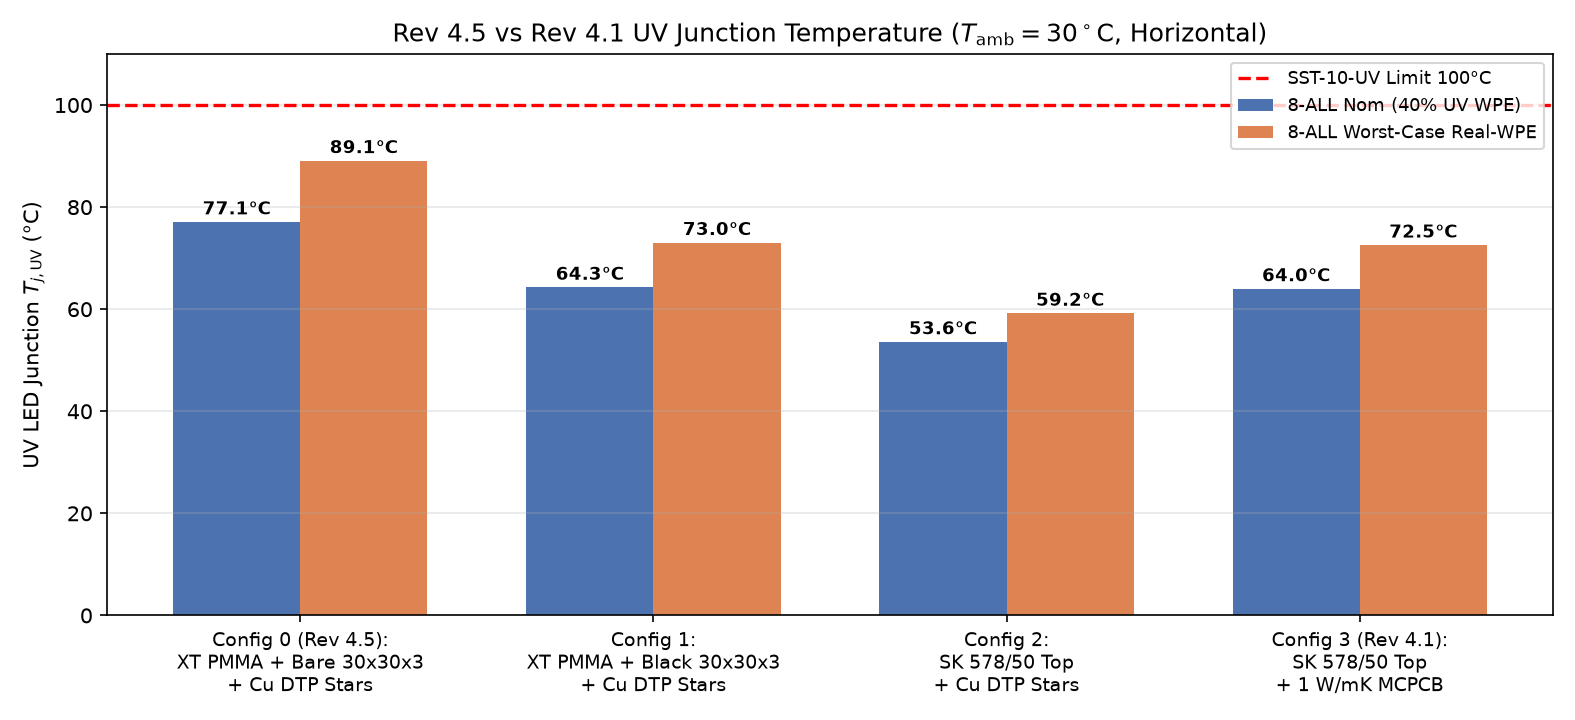 Rev 4.5 vs Rev 4.1 UV Junction Temperature (T_amb = 30°C, Horizontal)
SST-10-UV Limit 100°C
8-ALL Nom (40% UV WPE)
8-ALL Worst-Case Real-WPE
UV LED Junction T_j,UV (°C)
100
80
60
40
20
0
77.1°C
89.1°C
64.3°C
73.0°C
53.6°C
59.2°C
64.0°C
72.5°C
Config 0 (Rev 4.5):
XT PMMA + Bare 30x30x3
+ Cu DTP Stars
Config 1:
XT PMMA + Black 30x30x3
+ Cu DTP Stars
Config 2:
SK 578/50 Top
+ Cu DTP Stars
Config 3 (Rev 4.1):
SK 578/50 Top
+ 1 W/mK MCPCB